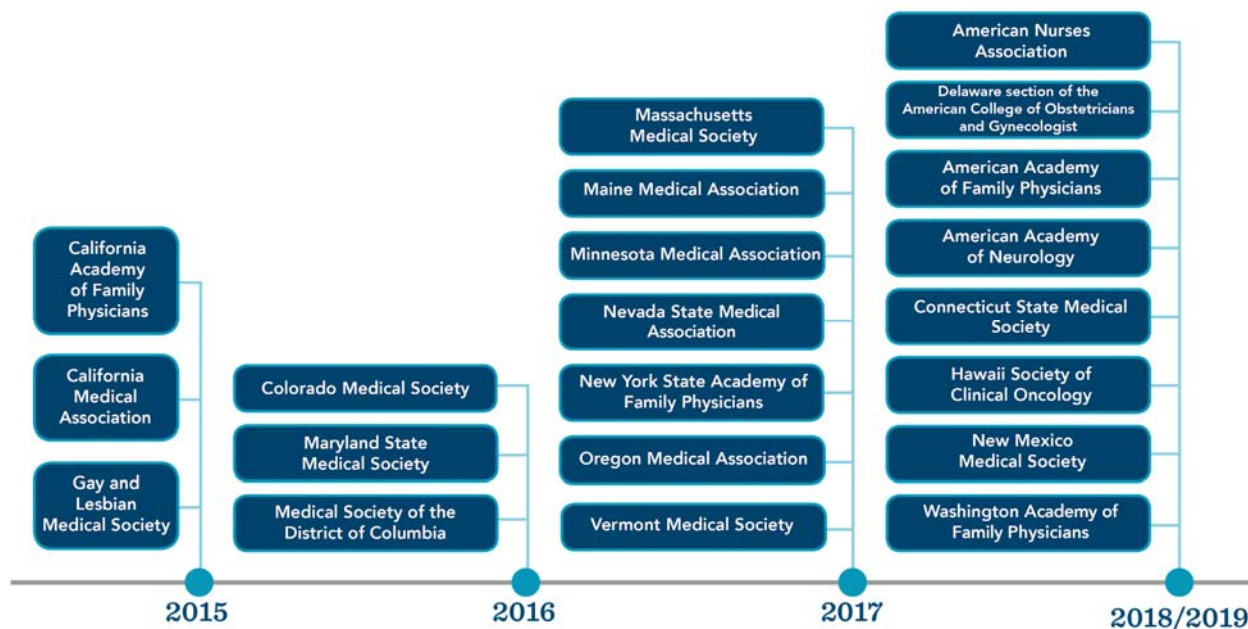 California
Academy
of Family
Physicians
California
Medical
Association
Gay and
Lesbian
Medical Society
2015
Colorado Medical Society
Maryland State
Medical Society
Medical Society of the
District of Columbia
2016
Massachusetts
Medical Society
Maine Medical Association
Minnesota Medical Association
Nevada State Medical
Association
New York State Academy of
Family Physicians
Oregon Medical Association
Vermont Medical Society
2017
American Nurses
Association
Delaware section of the
American College of Obstetricians
and Gynecologist
American Academy
of Family Physicians
American Academy
of Neurology
Connecticut State Medical
Society
Hawaii Society of
Clinical Oncology
New Mexico
Medical Society
Washington Academy of
Family Physicians
2018/2019